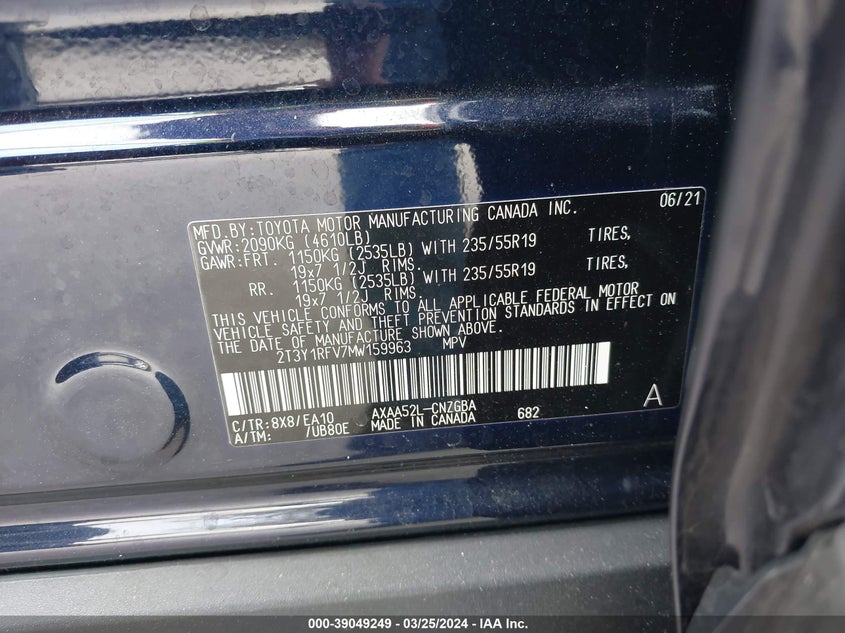 MFD.BY:TOYOTA MOTOR MANUFACTURING CANADA INC. 06/21
GVWR:2090KG (4610LB)
GAWR:FRT. 1150KG (2535LB) WITH 235/55R19 TIRES,
19x7 1/2J RIMS.
RR. 1150KG (2535LB) WITH 235/55R19 TIRES,
19x7 1/2J RIMS.
THIS VEHICLE CONFORMS TO ALL APPLICABLE FEDERAL MOTOR
VEHICLE SAFETY AND THEFT PREVENTION STANDARDS IN EFFECT ON
THE DATE OF MANUFACTURE SHOWN ABOVE.
2T3Y1RFV7MW159963 MPV
C/TR:8X8/EA10 AXAA52L-CNZGBA 682 A
A/TM: /UB80E MADE IN CANADA
000-39049249 - 03/25/2024 - IAA Inc.